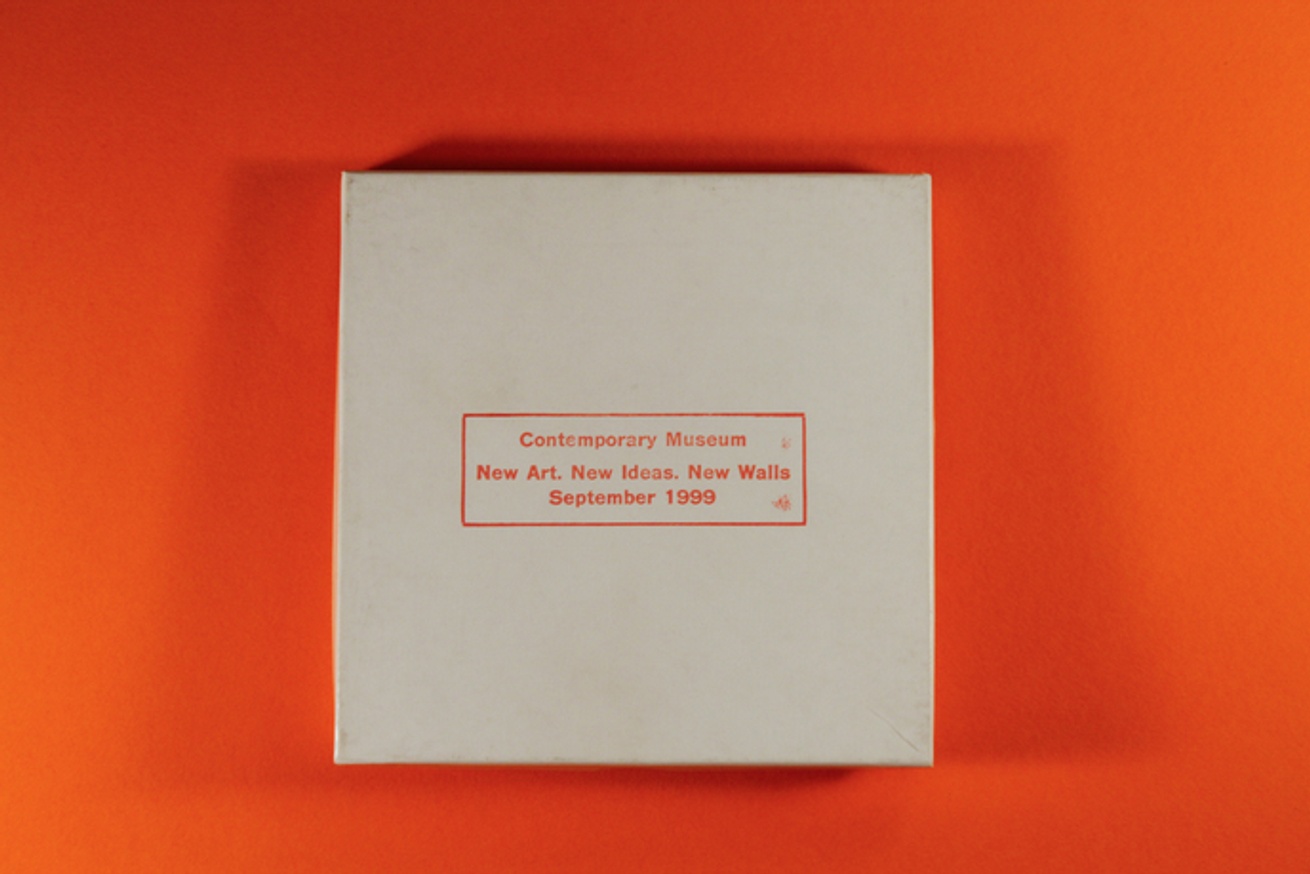 Contemporary Museum
New Art. New Ideas. New Walls
September 1999